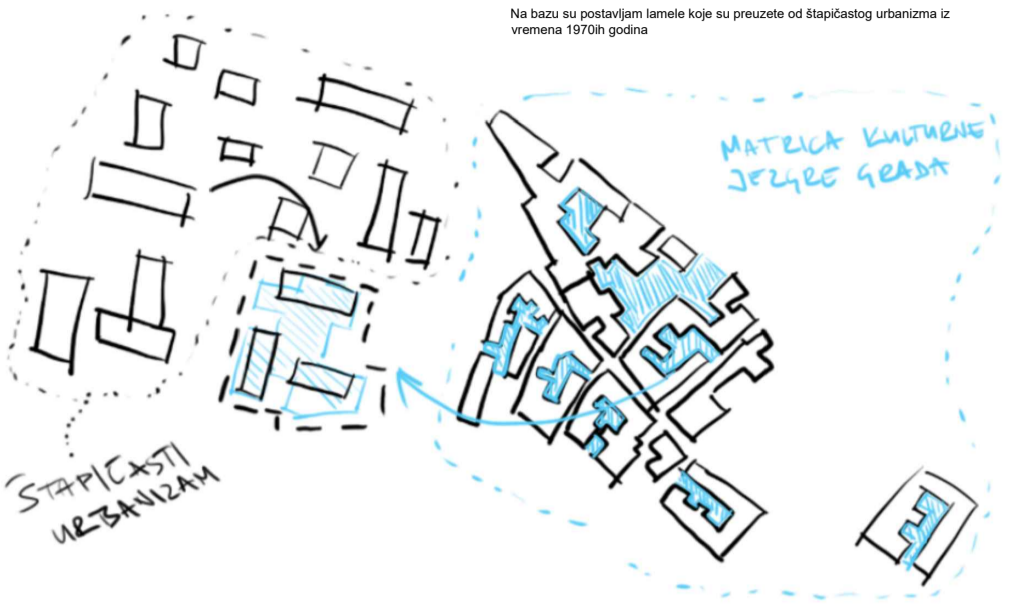 Na bazu su postavljam lamele koje su preuzete od štapičastog urbanizma iz
vremena 1970ih godina
MATRICA KULTURNE
JEZGRE GRADA
ŠTAPIČASTI
URBANIZAM